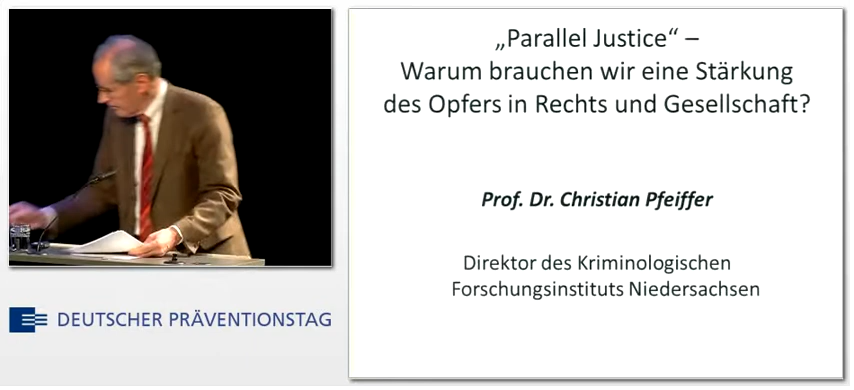 „Parallel Justice“ –
Warum brauchen wir eine Stärkung
des Opfers in Rechts und Gesellschaft?
Prof. Dr. Christian Pfeiffer
Direktor des Kriminologischen
Forschungsinstituts Niedersachsen
DEUTSCHER PRÄVENTIONSTAG